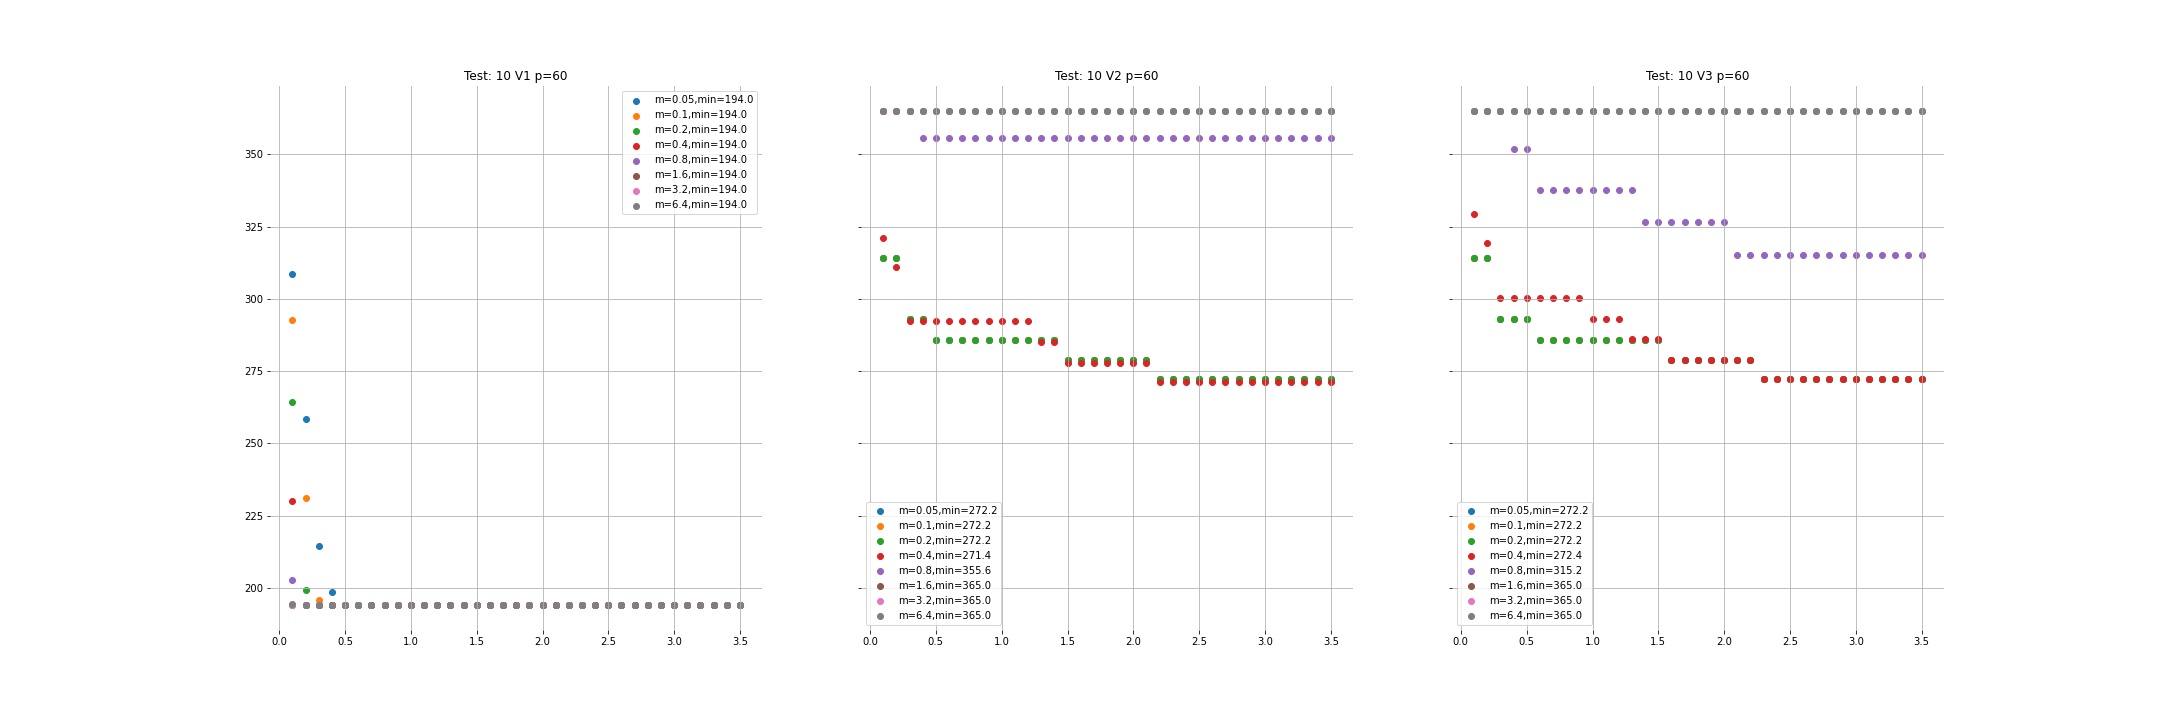 Test: 10 V1 p=60
m=0.05,min=194.0
m=0.1,min=194.0
m=0.2,min=194.0
m=0.4,min=194.0
m=0.8,min=194.0
m=1.6,min=194.0
m=3.2,min=194.0
m=6.4,min=194.0
350
325
300
275
250
225
200
0.0 0.5 1.0 1.5 2.0 2.5 3.0 3.5
Test: 10 V2 p=60
m=0.05,min=272.2
m=0.1,min=272.2
m=0.2,min=272.2
m=0.4,min=271.4
m=0.8,min=355.6
m=1.6,min=365.0
m=3.2,min=365.0
m=6.4,min=365.0
0.0 0.5 1.0 1.5 2.0 2.5 3.0 3.5
Test: 10 V3 p=60
m=0.05,min=272.2
m=0.1,min=272.2
m=0.2,min=272.2
m=0.4,min=272.4
m=0.8,min=315.2
m=1.6,min=365.0
m=3.2,min=365.0
m=6.4,min=365.0
0.0 0.5 1.0 1.5 2.0 2.5 3.0 3.5